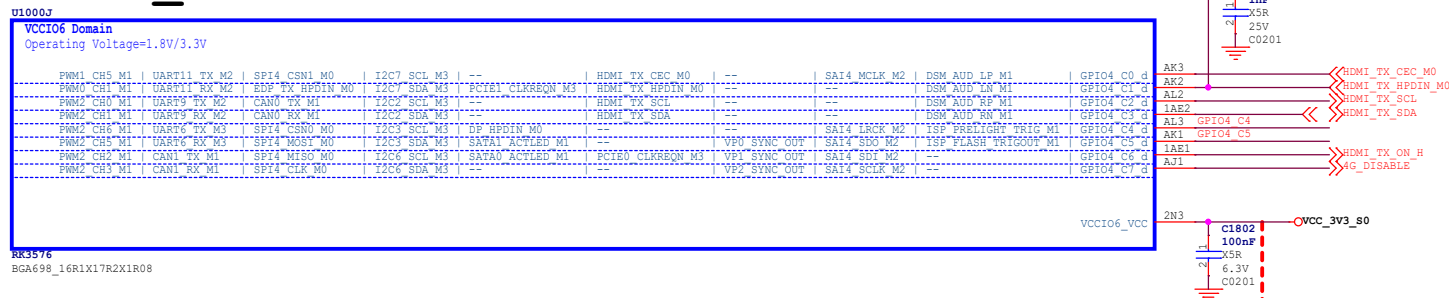 U1000J
VCCIO6 Domain
Operating Voltage=1.8V/3.3V
X5R
25V
C0201
PWM1_CH5_M1 | UART11_TX_M2 | SPI4_CSN1_M0 | I2C7_SCL_M3 | -- | HDMI_TX_CEC_M0 | -- | SAI4_MCLK_M2 | DSM_AUD_LP_M1 | GPIO4_C0_d AK3 HDMI_TX_CEC_M0
PWM0_CH1_M1 | UART11_RX_M2 | EDP_TX_HPDIN_M0 | I2C7_SDA_M3 | PCIE1_CLKREQN_M3 | HDMI_TX_HPDIN_M0 | -- | -- | DSM_AUD_LN_M1 | GPIO4_C1_d AK2 HDMI_TX_HPDIN_M0
PWM2_CH0_M1 | UART9_TX_M2 | CAN0_TX_M1 | I2C2_SCL_M3 | -- | HDMI_TX_SCL | -- | -- | DSM_AUD_RP_M1 | GPIO4_C2_d AL2 HDMI_TX_SCL
PWM2_CH1_M1 | UART9_RX_M2 | CAN0_RX_M1 | I2C2_SDA_M3 | -- | HDMI_TX_SDA | -- | -- | DSM_AUD_RN_M1 | GPIO4_C3_d 1AE2 HDMI_TX_SDA
PWM2_CH6_M1 | UART6_TX_M3 | SPI4_CSN0_M0 | I2C3_SCL_M3 | DP_HPDIN_M0 | -- | -- | SAI4_LRCK_M2 | ISP_PRELIGHT_TRIG_M1 | GPIO4_C4_d AL3 GPIO4_C4
PWM2_CH5_M1 | UART6_RX_M3 | SPI4_MOSI_M0 | I2C3_SDA_M3 | SATA1_ACTLED_M1 | -- | VP0_SYNC_OUT | SAI4_SDO_M2 | ISP_FLASH_TRIGOUT_M1 | GPIO4_C5_d AK1 GPIO4_C5
PWM2_CH2_M1 | CAN1_TX_M1 | SPI4_MISO_M0 | I2C6_SCL_M3 | SATA0_ACTLED_M1 | PCIE0_CLKREQN_M3 | VP1_SYNC_OUT | SAI4_SDI_M2 | -- | GPIO4_C6_d 1AE1 HDMI_TX_ON_H
PWM2_CH3_M1 | CAN1_RX_M1 | SPI4_CLK_M0 | I2C6_SDA_M3 | -- | -- | VP2_SYNC_OUT | SAI4_SCLK_M2 | -- | GPIO4_C7_d AJ1 4G_DISABLE
VCCIO6_VCC 2N3 VCC_3V3_S0
C1802
100nF
X5R
6.3V
C0201
1
2
RK3576
BGA698_16R1X17R2X1R08